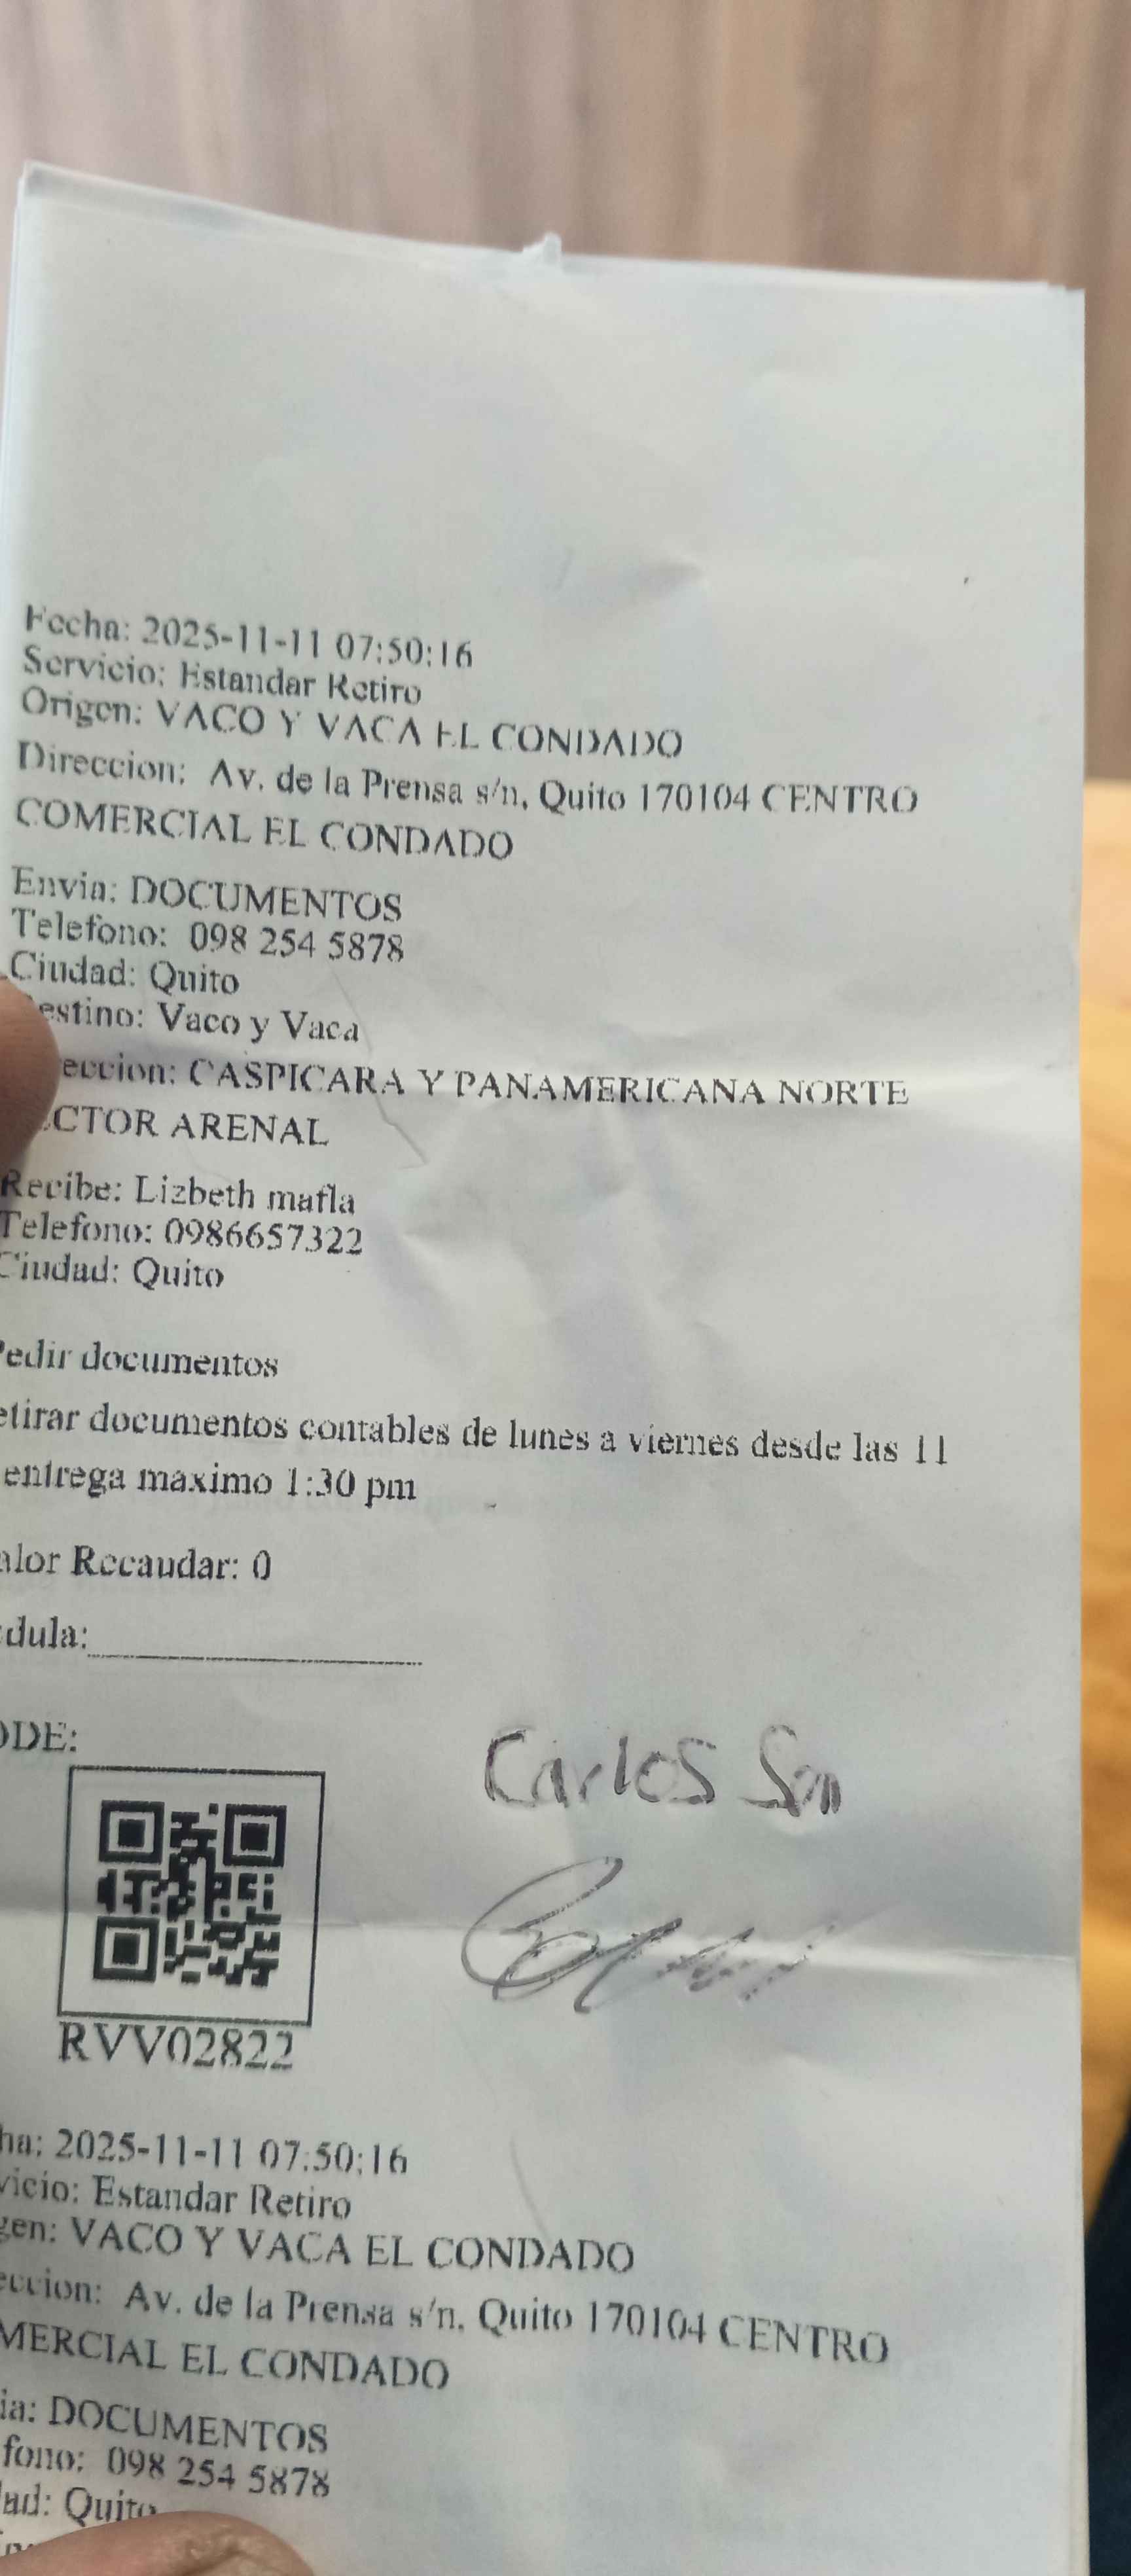 Fecha: 2025-11-11 07:50:16
Servicio: Estandar Retiro
Origen: VACO Y VACA EL CONDADO
Direccion: Av. de la Prensa s/n, Quito 170104 CENTRO
COMERCIAL EL CONDADO
Envia: DOCUMENTOS
Telefono: 098 254 5878
Ciudad: Quito
estino: Vaco y Vaca
eccion: CASPICARA Y PANAMERICANA NORTE
CTOR ARENAL
Recibe: Lizbeth mafla
Telefono: 0986657322
Ciudad: Quito
Pedir documentos
etirar documentos contables de lunes a viernes desde las 11
entrega maximo 1:30 pm
alor Recaudar: 0
dula:
ODE:
Carlos
RVV02822
ha: 2025-11-11 07:50:16
vicio: Estandar Retiro
gen: VACO Y VACA EL CONDADO
eccion: Av. de la Prensa s/n, Quito 170104 CENTRO
MERCIAL EL CONDADO
ia: DOCUMENTOS
fono: 098 254 5878
ad: Quito